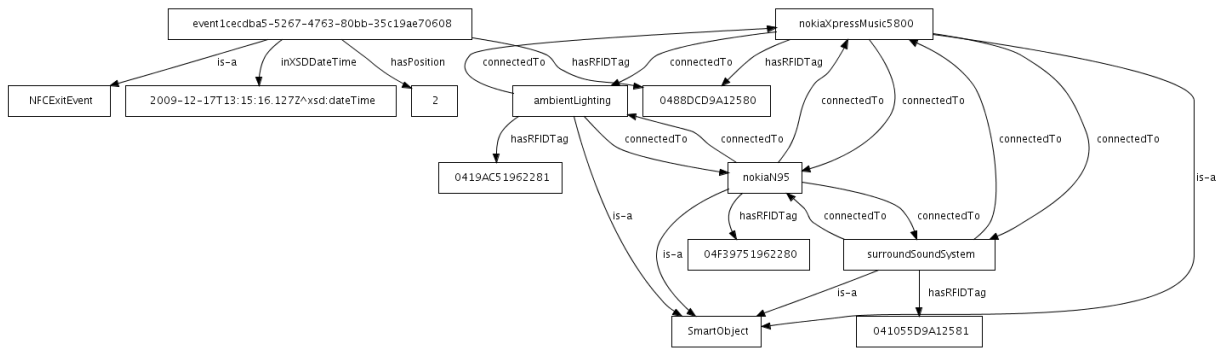 event1cecdba5-5267-4763-80bb-35c19ae70608
nokiaXpressMusic5800
is-a
inXSDDateTime
hasPosition
connectedTo
hasRFIDTag
connectedTo
hasRFIDTag
NFCExitEvent
2009-12-17T13:15:16.127Z^xsd:dateTime
2
ambientLighting
0488DCD9A12580
connectedTo
connectedTo
hasRFIDTag
connectedTo
connectedTo
connectedTo
connectedTo
0419AC51962281
nokiaN95
is-a
is-a
hasRFIDTag
connectedTo
connectedTo
is-a
04F39751962280
surroundSoundSystem
is-a
hasRFIDTag
SmartObject
041055D9A12581